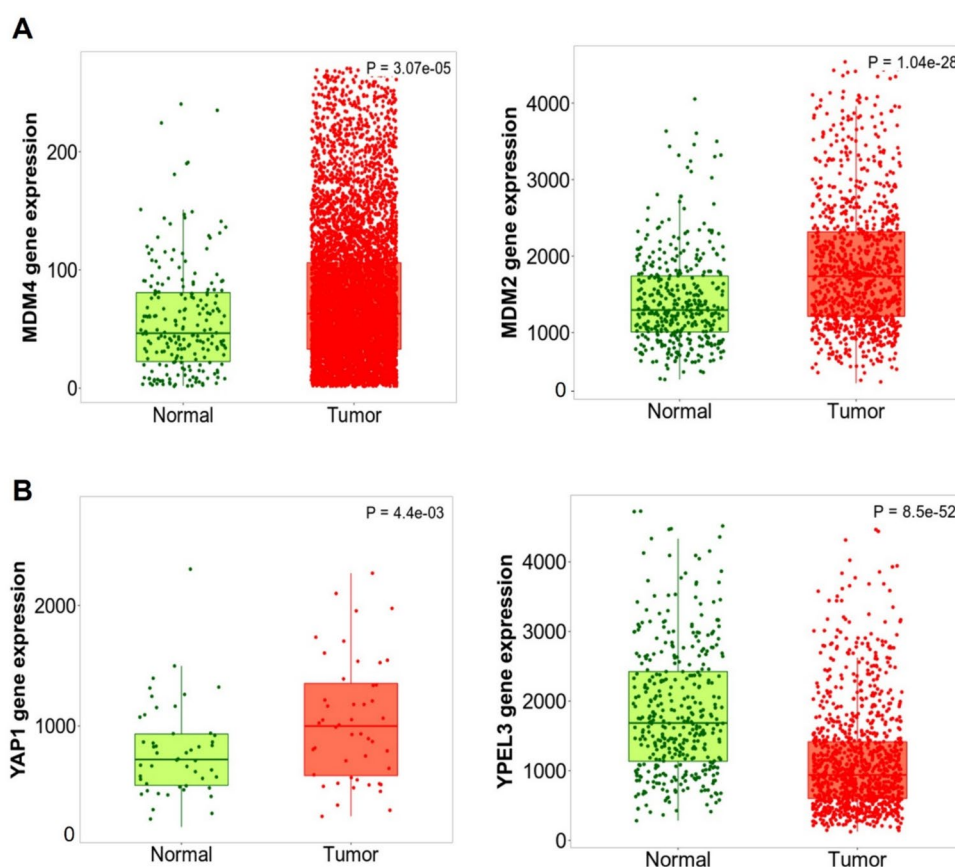 A
MDM4 gene expression
200
100
0
P = 3.07e-05
Normal
Tumor
MDM2 gene expression
4000
3000
2000
1000
0
P = 1.04e-28
Normal
Tumor
B
YAP1 gene expression
2000
1000
0
P = 4.4e-03
Normal
Tumor
YPEL3 gene expression
4000
3000
2000
1000
0
P = 8.5e-52
Normal
Tumor